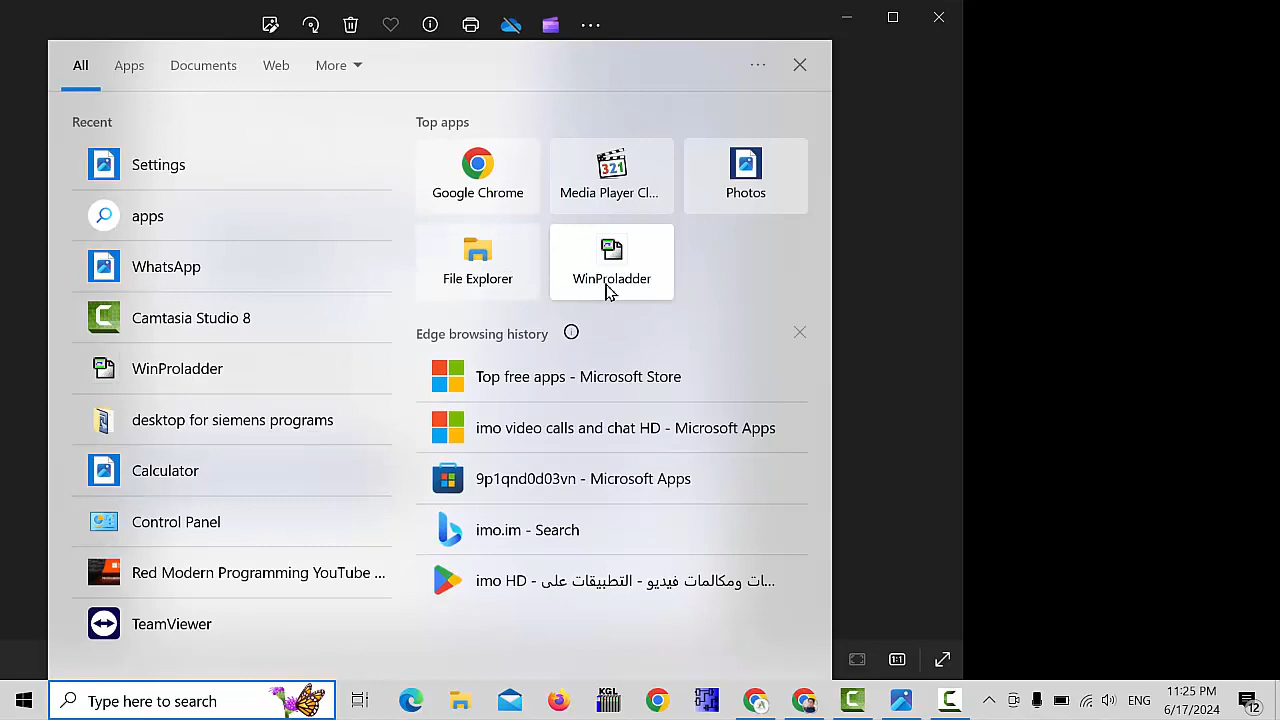 All
Apps
Documents
Web
More
Recent
Settings
apps
WhatsApp
Camtasia Studio 8
WinProladder
desktop for siemens programs
Calculator
Control Panel
Red Modern Programming YouTube ...
TeamViewer
Top apps
Google Chrome
321
Media Player Cl...
Photos
File Explorer
WinProladder
Edge browsing history
Top free apps - Microsoft Store
imo video calls and chat HD - Microsoft Apps
9p1qnd0d03vn - Microsoft Apps
imo.im - Search
imo HD - ات ومكالمات فيديو - التطبيقات على...
1:1
Type here to search
KGL
ENG
11:25 PM
6/17/2024
12